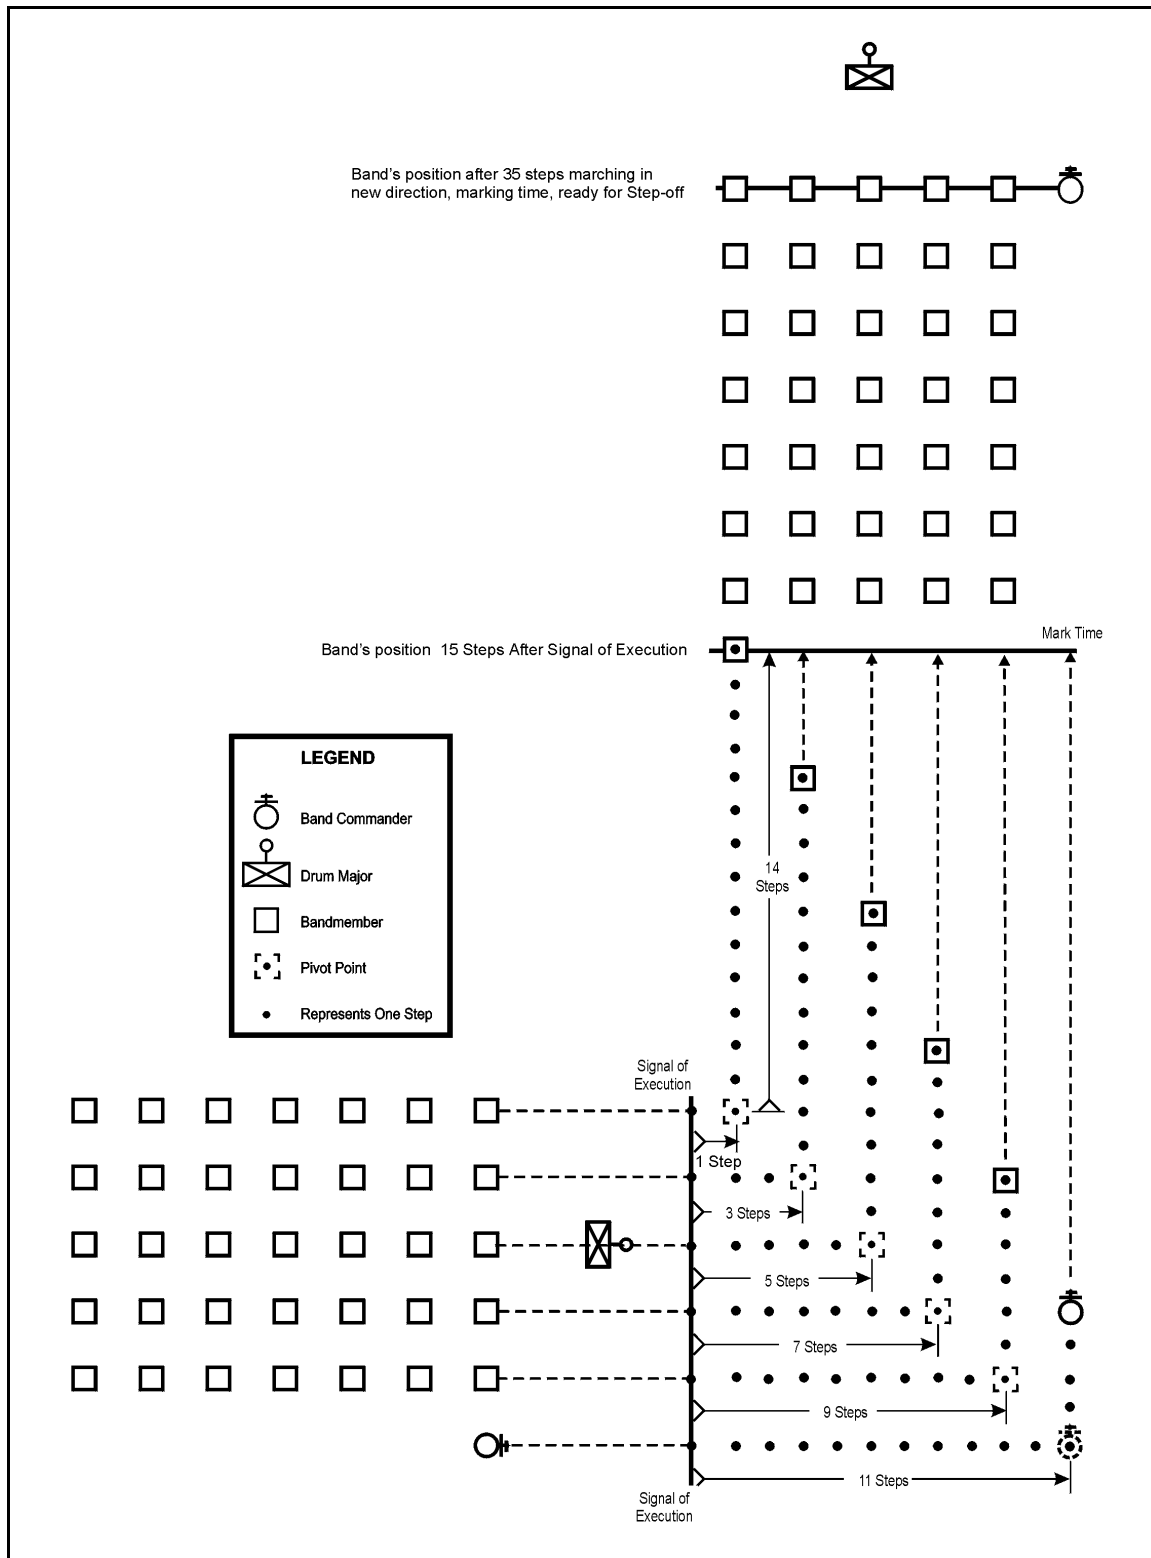 Band's position after 35 steps marching in
new direction, marking time, ready for Step-off
Mark Time
Band's position 15 Steps After Signal of Execution
LEGEND
Band Commander
Drum Major
Bandmember
Pivot Point
Represents One Step
14
Steps
Signal of
Execution
1 Step
3 Steps
5 Steps
7 Steps
9 Steps
11 Steps
Signal of
Execution